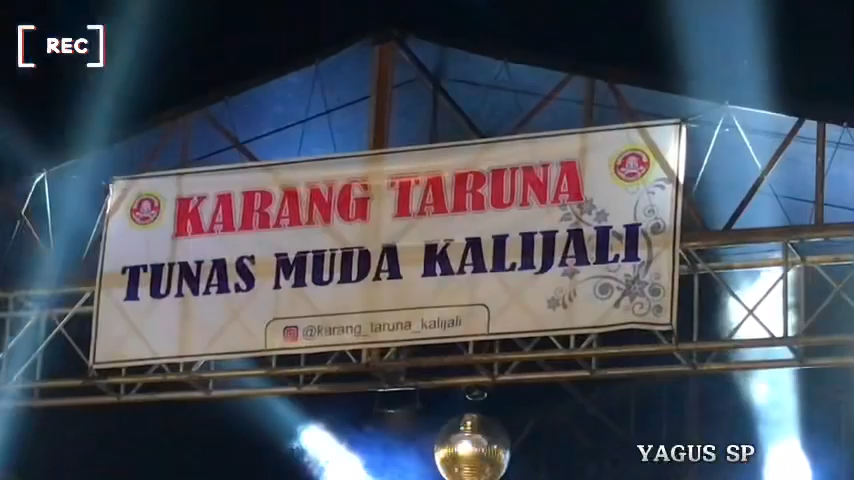 REC
KARANG TARUNA
TUNAS MUDA KALIJALI
@karang_taruna_kalijali
YAGUS SP